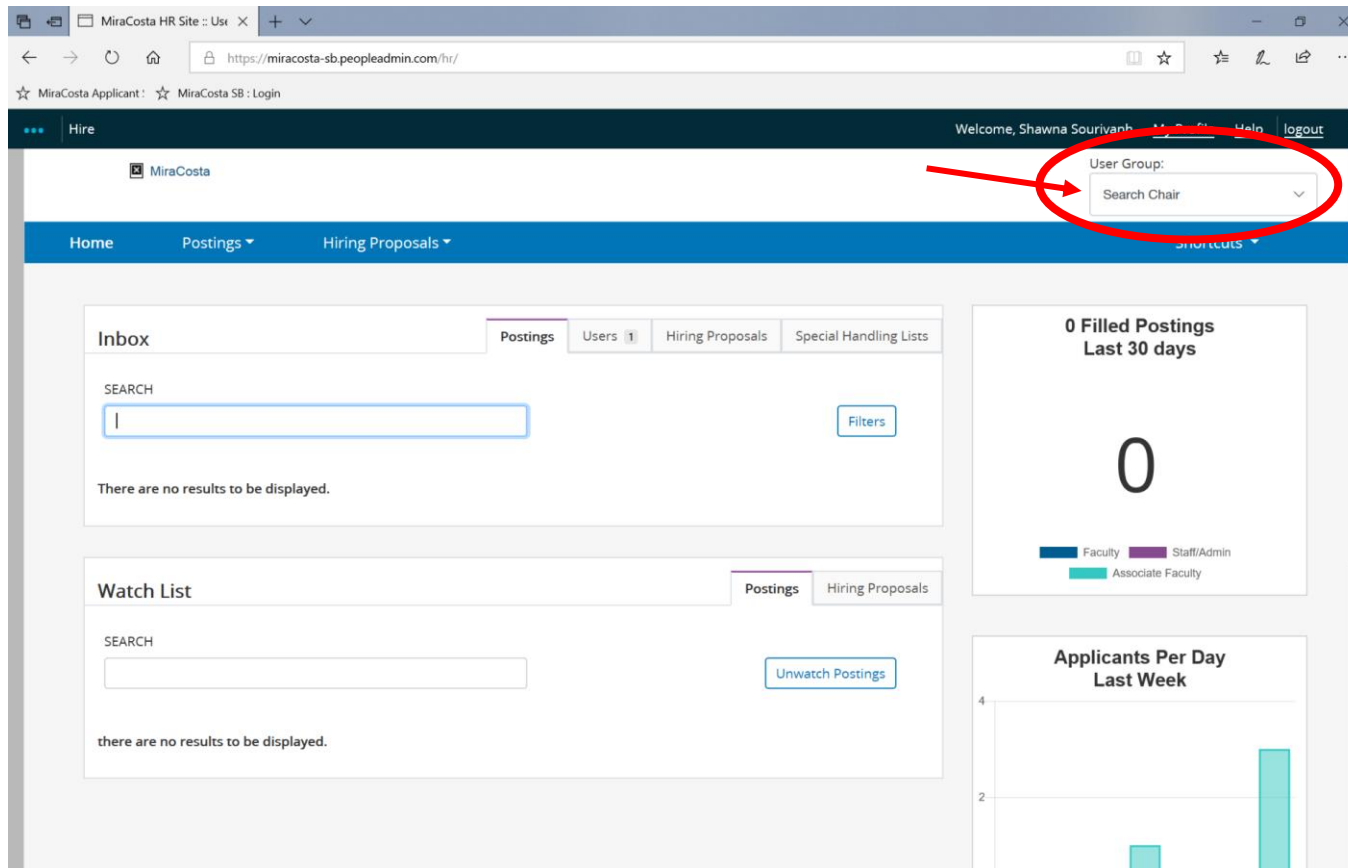 MiraCosta HR Site :: Use
https://miracosta-sb.peopleadmin.com/hr/
MiraCosta Applicant : MiraCosta SB : Login
Hire Welcome, Shawna Sourivanh My Profile Help logout
MiraCosta
User Group:
Search Chair
Home Postings Hiring Proposals Shortcuts
Inbox Postings Users 1 Hiring Proposals Special Handling Lists
SEARCH
Filters
There are no results to be displayed.
0 Filled Postings
Last 30 days
0
Faculty Staff/Admin
Associate Faculty
Watch List Postings Hiring Proposals
SEARCH
Unwatch Postings
there are no results to be displayed.
Applicants Per Day
Last Week
4
2